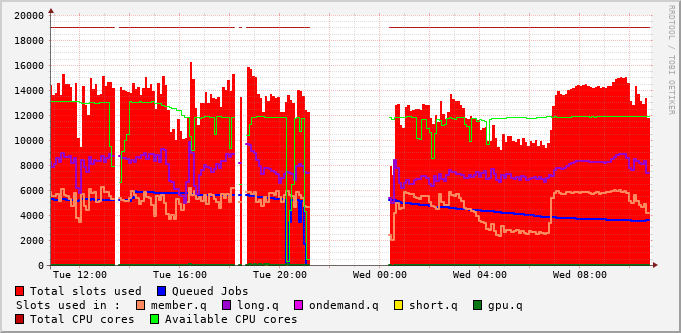 20000
18000
16000
14000
12000
10000
8000
6000
4000
2000
0
Tue 12:00 Tue 16:00 Tue 20:00 Wed 00:00 Wed 04:00 Wed 08:00
RRDTOOL / TOBI OETIKER
Total slots used Queued Jobs
Slots used in : member.q long.q ondemand.q short.q gpu.q
Total CPU cores Available CPU cores